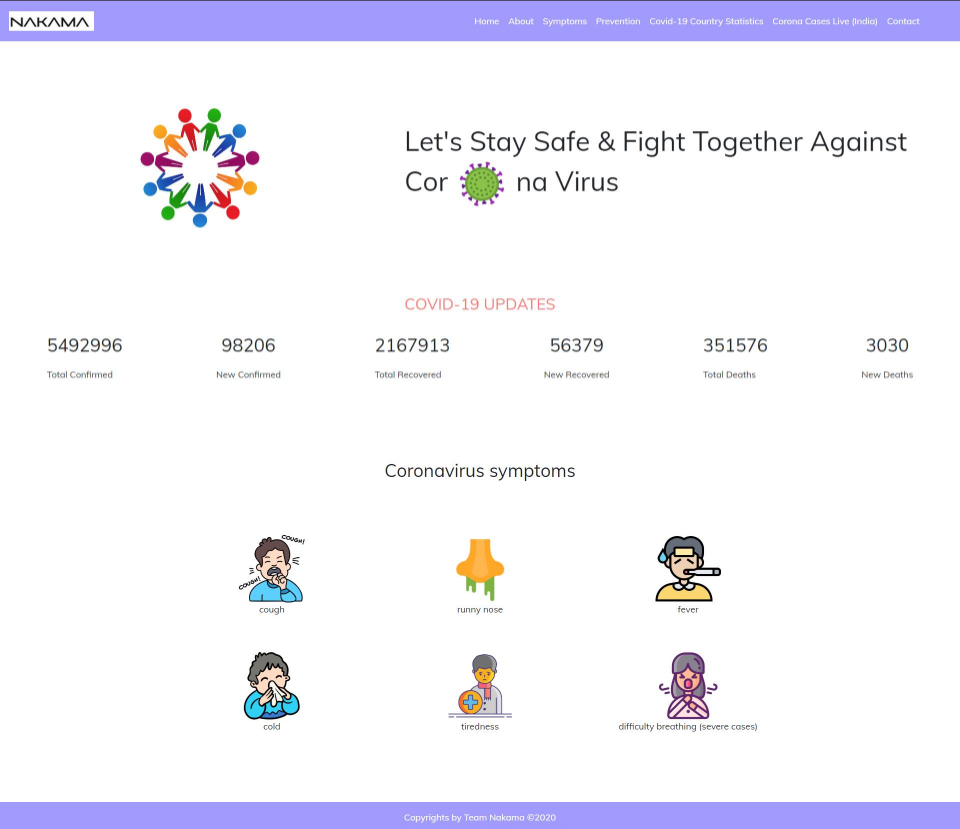 NAKAMA
Home About Symptoms Prevention Covid-19 Country Statistics Corona Cases Live (India) Contact
Let's Stay Safe & Fight Together Against
Cor na Virus
COVID-19 UPDATES
5492996 98206 2167913 56379 351576 3030
Total Confirmed New Confirmed Total Recovered New Recovered Total Deaths New Deaths
Coronavirus symptoms
COUGH!
COUGH!
cough runny nose fever
cold tiredness difficulty breathing (severe cases)
Copyrights by Team Nakama ©2020